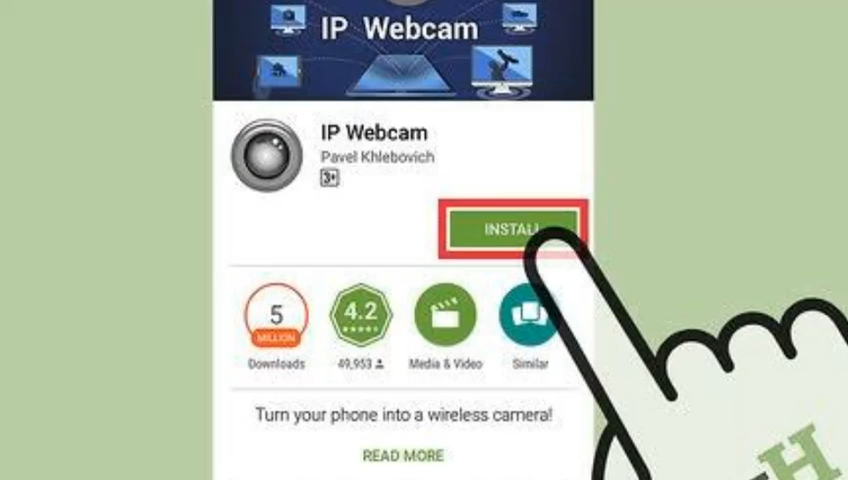 IP Webcam
IP Webcam
Pavel Khlebovich
3+
INSTALL
5
MILLION
4.2
Downloads
49,953
Media & Video
Similar
Turn your phone into a wireless camera!
READ MORE
H